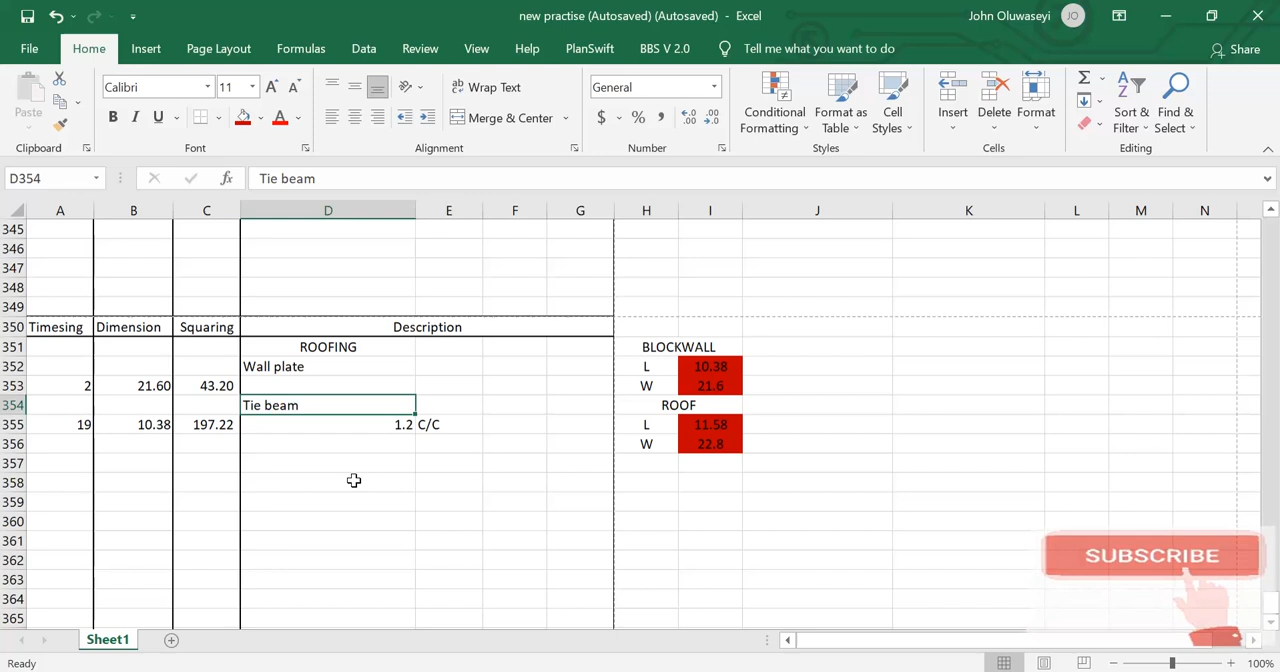 new practise (Autosaved) (Autosaved) - Excel
John Oluwaseyi JO
File Home Insert Page Layout Formulas Data Review View Help PlanSwift BBS V 2.0 Tell me what you want to do Share
Paste
Clipboard
Calibri 11 A A
B I U A
Font
Wrap Text
Merge & Center
Alignment
General
$ % , .00 .00
Number
Conditional Formatting
Format as Table
Cell Styles
Styles
Insert Delete Format
Cells
Sort & Filter
Find & Select
Editing
D354 fx Tie beam
A B C D E F G H I J K L M N
345
346
347
348
349
350 Timesing Dimension Squaring Description
351 ROOFING BLOCKWALL
352 Wall plate L 10.38
353 2 21.60 43.20 W 21.6
354 Tie beam ROOF
355 19 10.38 197.22 1.2 C/C L 11.58
356 W 22.8
357
358
359
360
361
362
363
364
365
SUBSCRIBE
Sheet1
Ready 100%